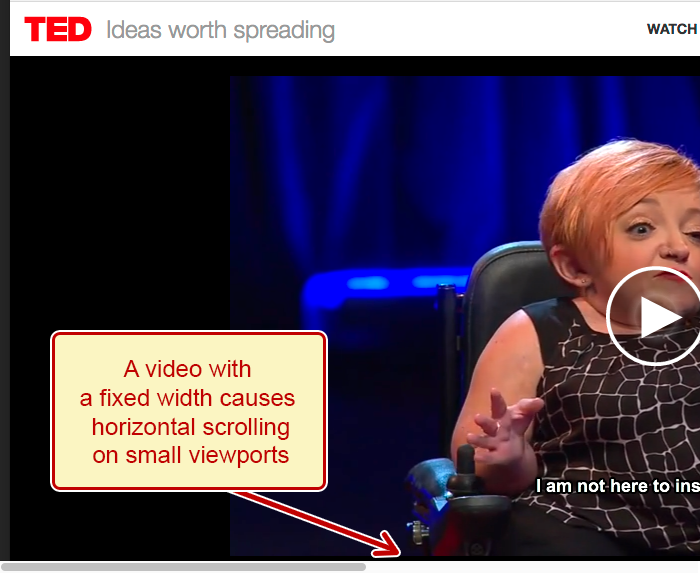 TED Ideas worth spreading WATCH
A video with
a fixed width causes
horizontal scrolling
on small viewports
I am not here to ins